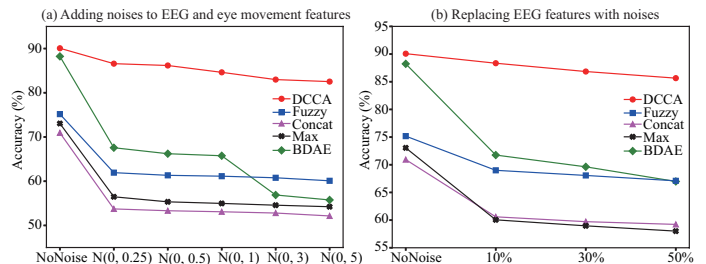 (a) Adding noises to EEG and eye movement features
Accuracy (%)
90
80
70
60
50
DCCA
Fuzzy
Concat
Max
BDAE
NoNoise N(0, 0.25) N(0, 0.5) N(0, 1) N(0, 3) N(0, 5)
(b) Replacing EEG features with noises
Accuracy (%)
95
90
85
80
75
70
65
60
55
DCCA
Fuzzy
Concat
Max
BDAE
NoNoise 10% 30% 50%